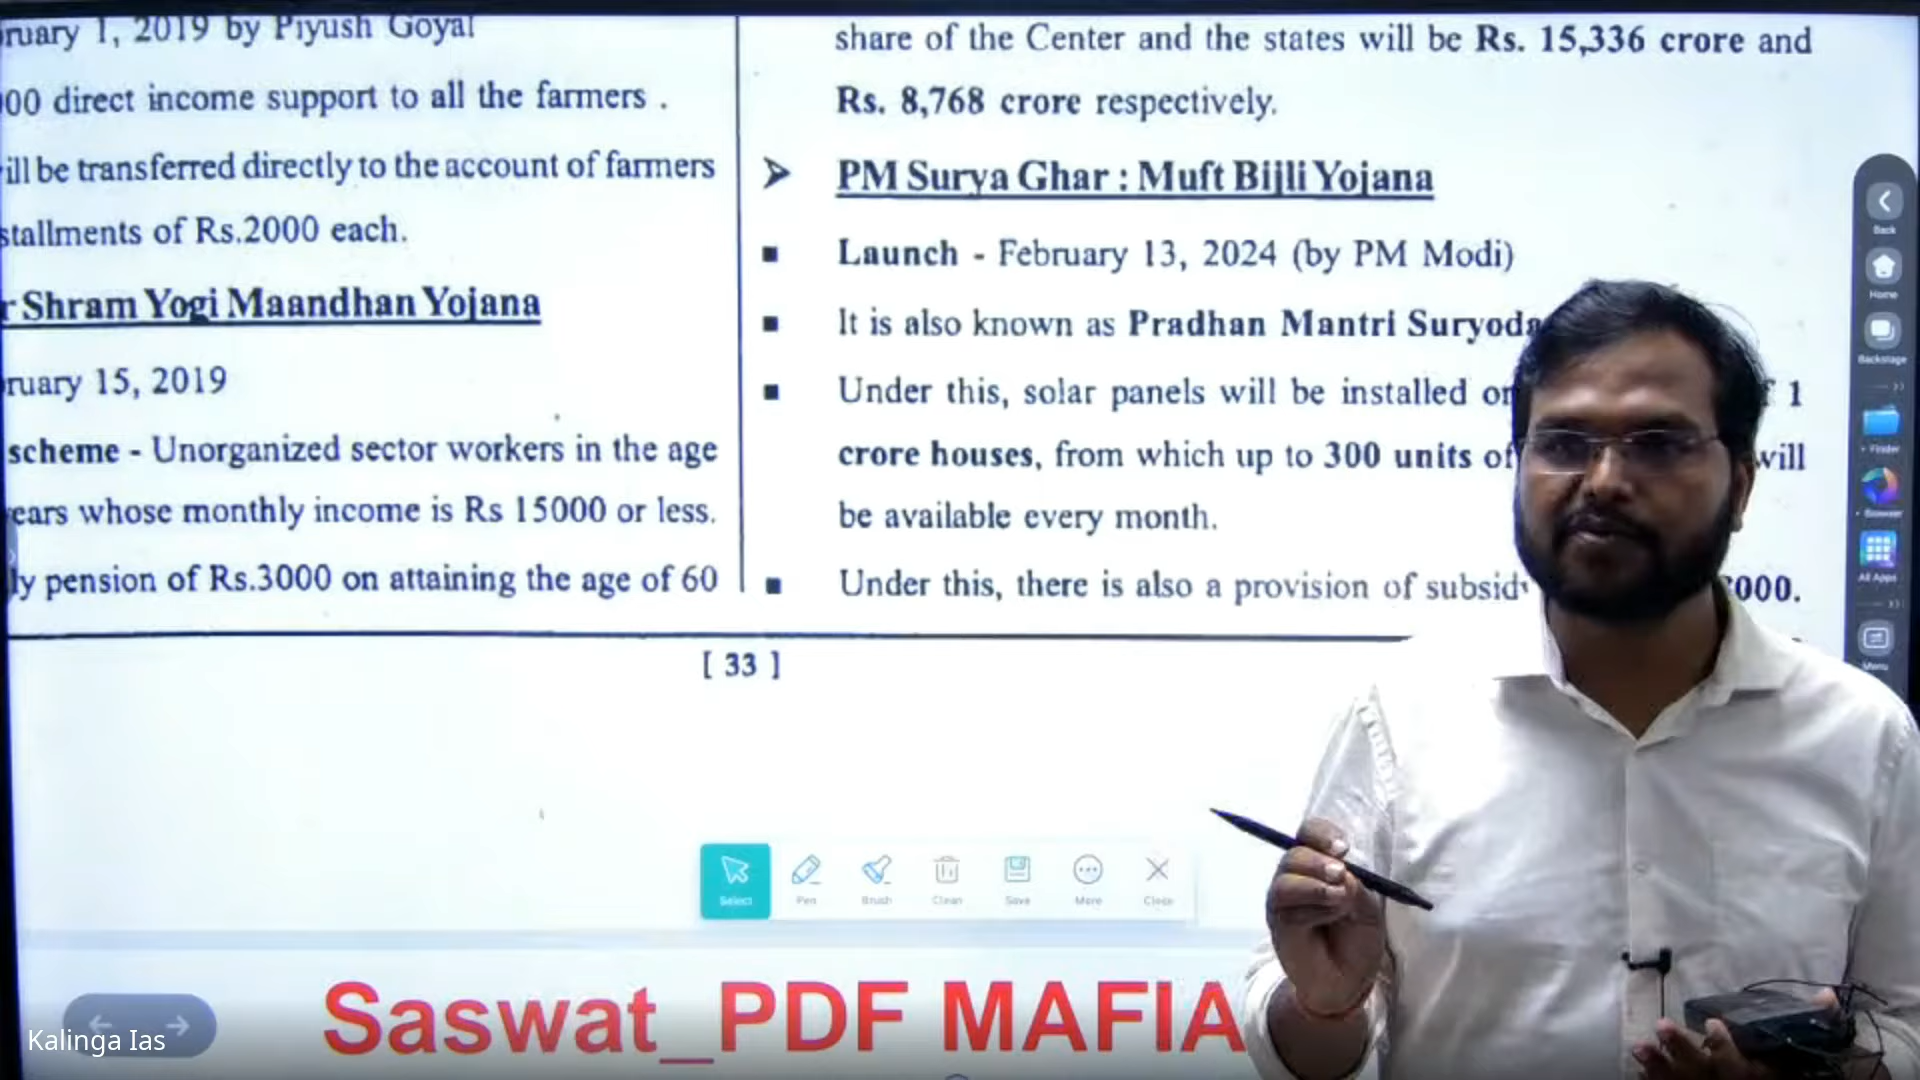 ruary 1, 2019 by Piyush Goyal
00 direct income support to all the farmers .
ill be transferred directly to the account of farmers
stallments of Rs.2000 each.
r Shram Yogi Maandhan Yojana
ruary 15, 2019
scheme - Unorganized sector workers in the age
ears whose monthly income is Rs 15000 or less.
ly pension of Rs.3000 on attaining the age of 60
share of the Center and the states will be Rs. 15,336 crore and
Rs. 8,768 crore respectively.
➤ PM Surya Ghar : Muft Bijli Yojana
■ Launch - February 13, 2024 (by PM Modi)
■ It is also known as Pradhan Mantri Suryoda
■ Under this, solar panels will be installed on 1
crore houses, from which up to 300 units of will
be available every month.
■ Under this, there is also a provision of subsid 000.
[ 33 ]
Back
Home
Backstage
Finder
Browser
All Apps
Menu
Select Pen Brush Clean Save More Close
Saswat_PDF MAFIA
Kalinga Ias